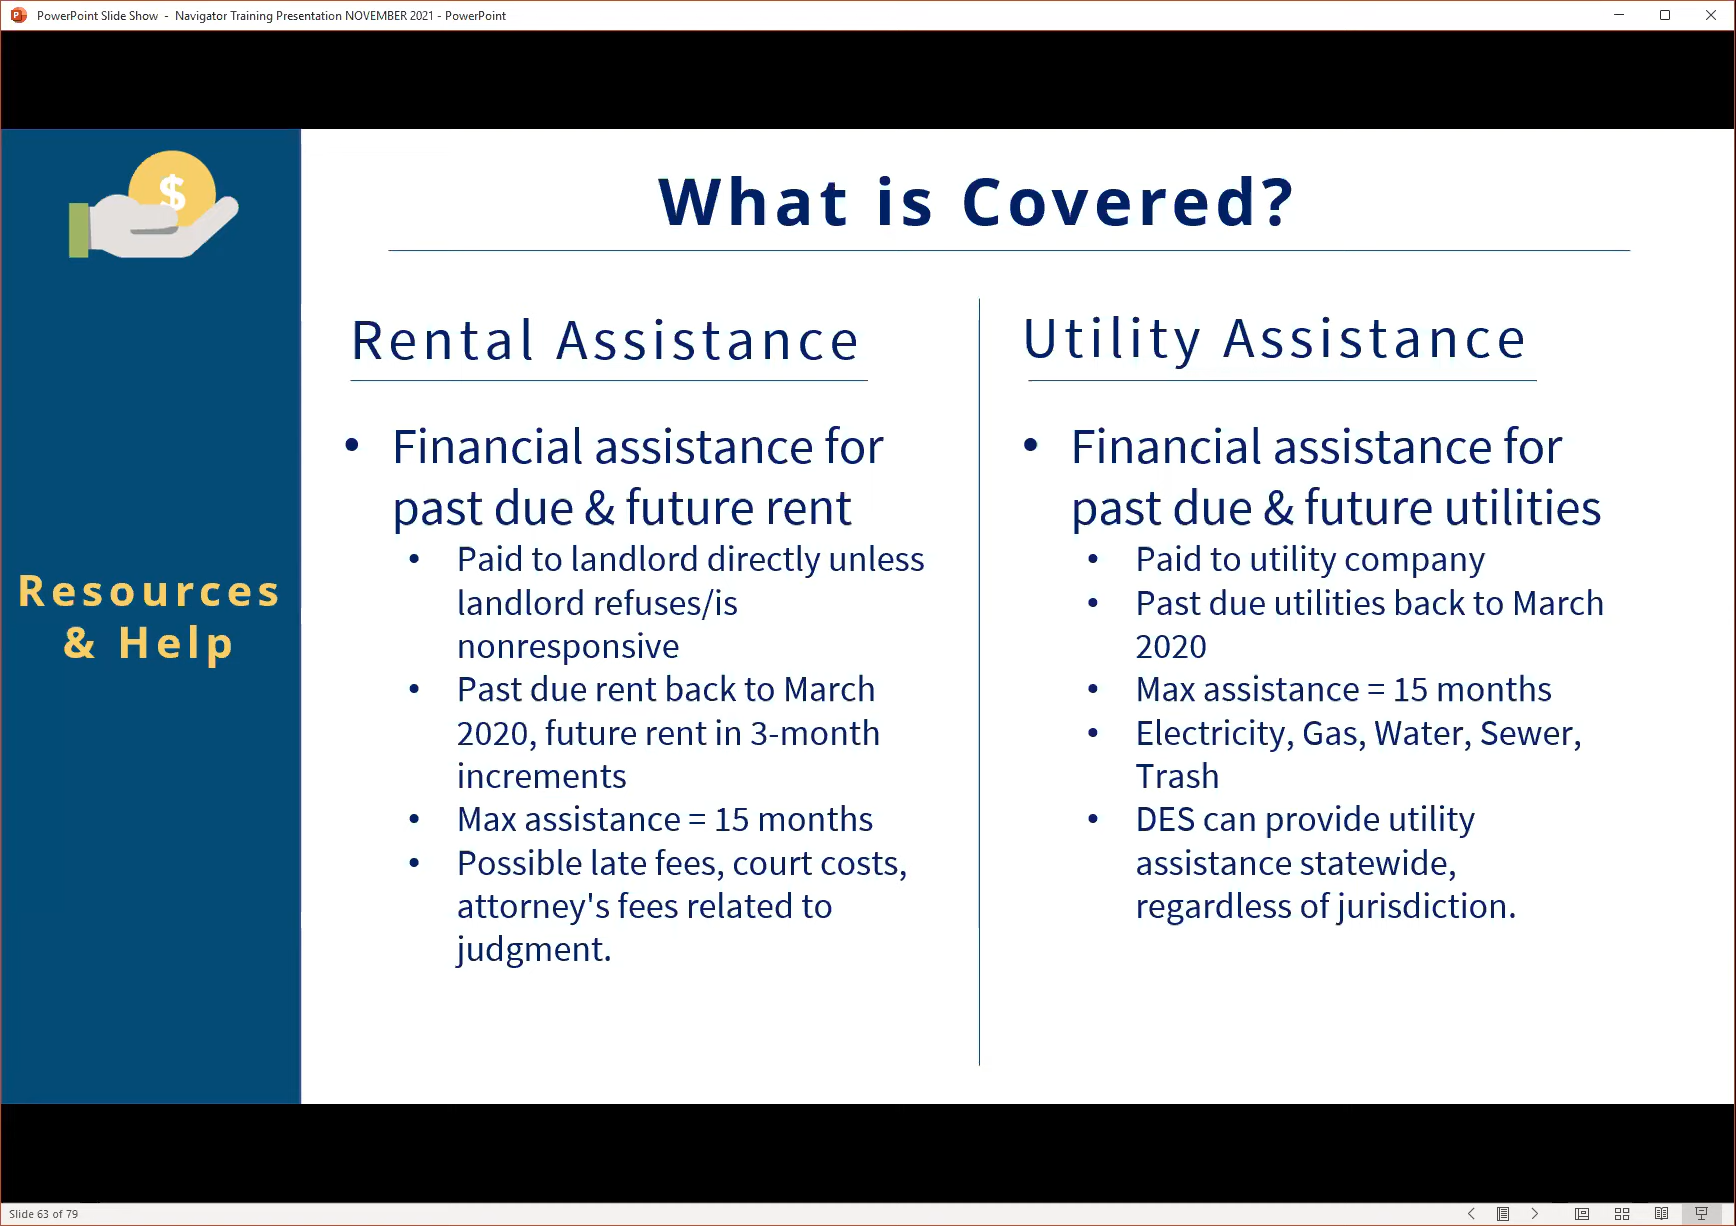 PowerPoint Slide Show - Navigator Training Presentation NOVEMBER 2021 - PowerPoint
$
Resources
& Help
What is Covered?
Rental Assistance
• Financial assistance for
past due & future rent
• Paid to landlord directly unless
landlord refuses/is
nonresponsive
• Past due rent back to March
2020, future rent in 3-month
increments
• Max assistance = 15 months
• Possible late fees, court costs,
attorney's fees related to
judgment.
Utility Assistance
• Financial assistance for
past due & future utilities
• Paid to utility company
• Past due utilities back to March
2020
• Max assistance = 15 months
• Electricity, Gas, Water, Sewer,
Trash
• DES can provide utility
assistance statewide,
regardless of jurisdiction.
Slide 63 of 79